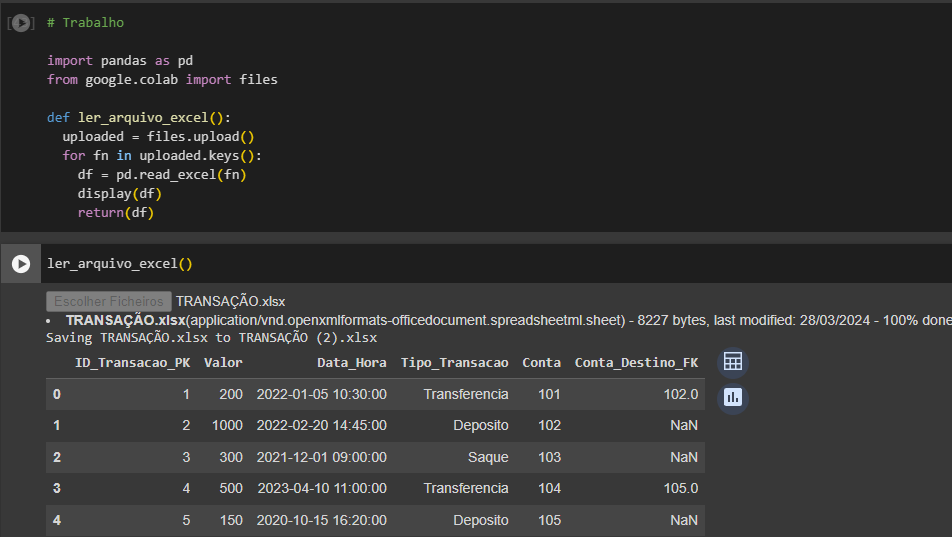 # Trabalho
import pandas as pd
from google.colab import files
def ler_arquivo_excel():
uploaded = files.upload()
for fn in uploaded.keys():
df = pd.read_excel(fn)
display(df)
return(df)
ler_arquivo_excel()
Escolher Ficheiros TRANSAÇÃO.xlsx
• TRANSAÇÃO.xlsx(application/vnd.openxmlformats-officedocument.spreadsheetml.sheet) - 8227 bytes, last modified: 28/03/2024 - 100% done
Saving TRANSAÇÃO.xlsx to TRANSAÇÃO (2).xlsx
ID_Transacao_PK Valor Data_Hora Tipo_Transacao Conta Conta_Destino_FK
0 1 200 2022-01-05 10:30:00 Transferencia 101 102.0
1 2 1000 2022-02-20 14:45:00 Deposito 102 NaN
2 3 300 2021-12-01 09:00:00 Saque 103 NaN
3 4 500 2023-04-10 11:00:00 Transferencia 104 105.0
4 5 150 2020-10-15 16:20:00 Deposito 105 NaN